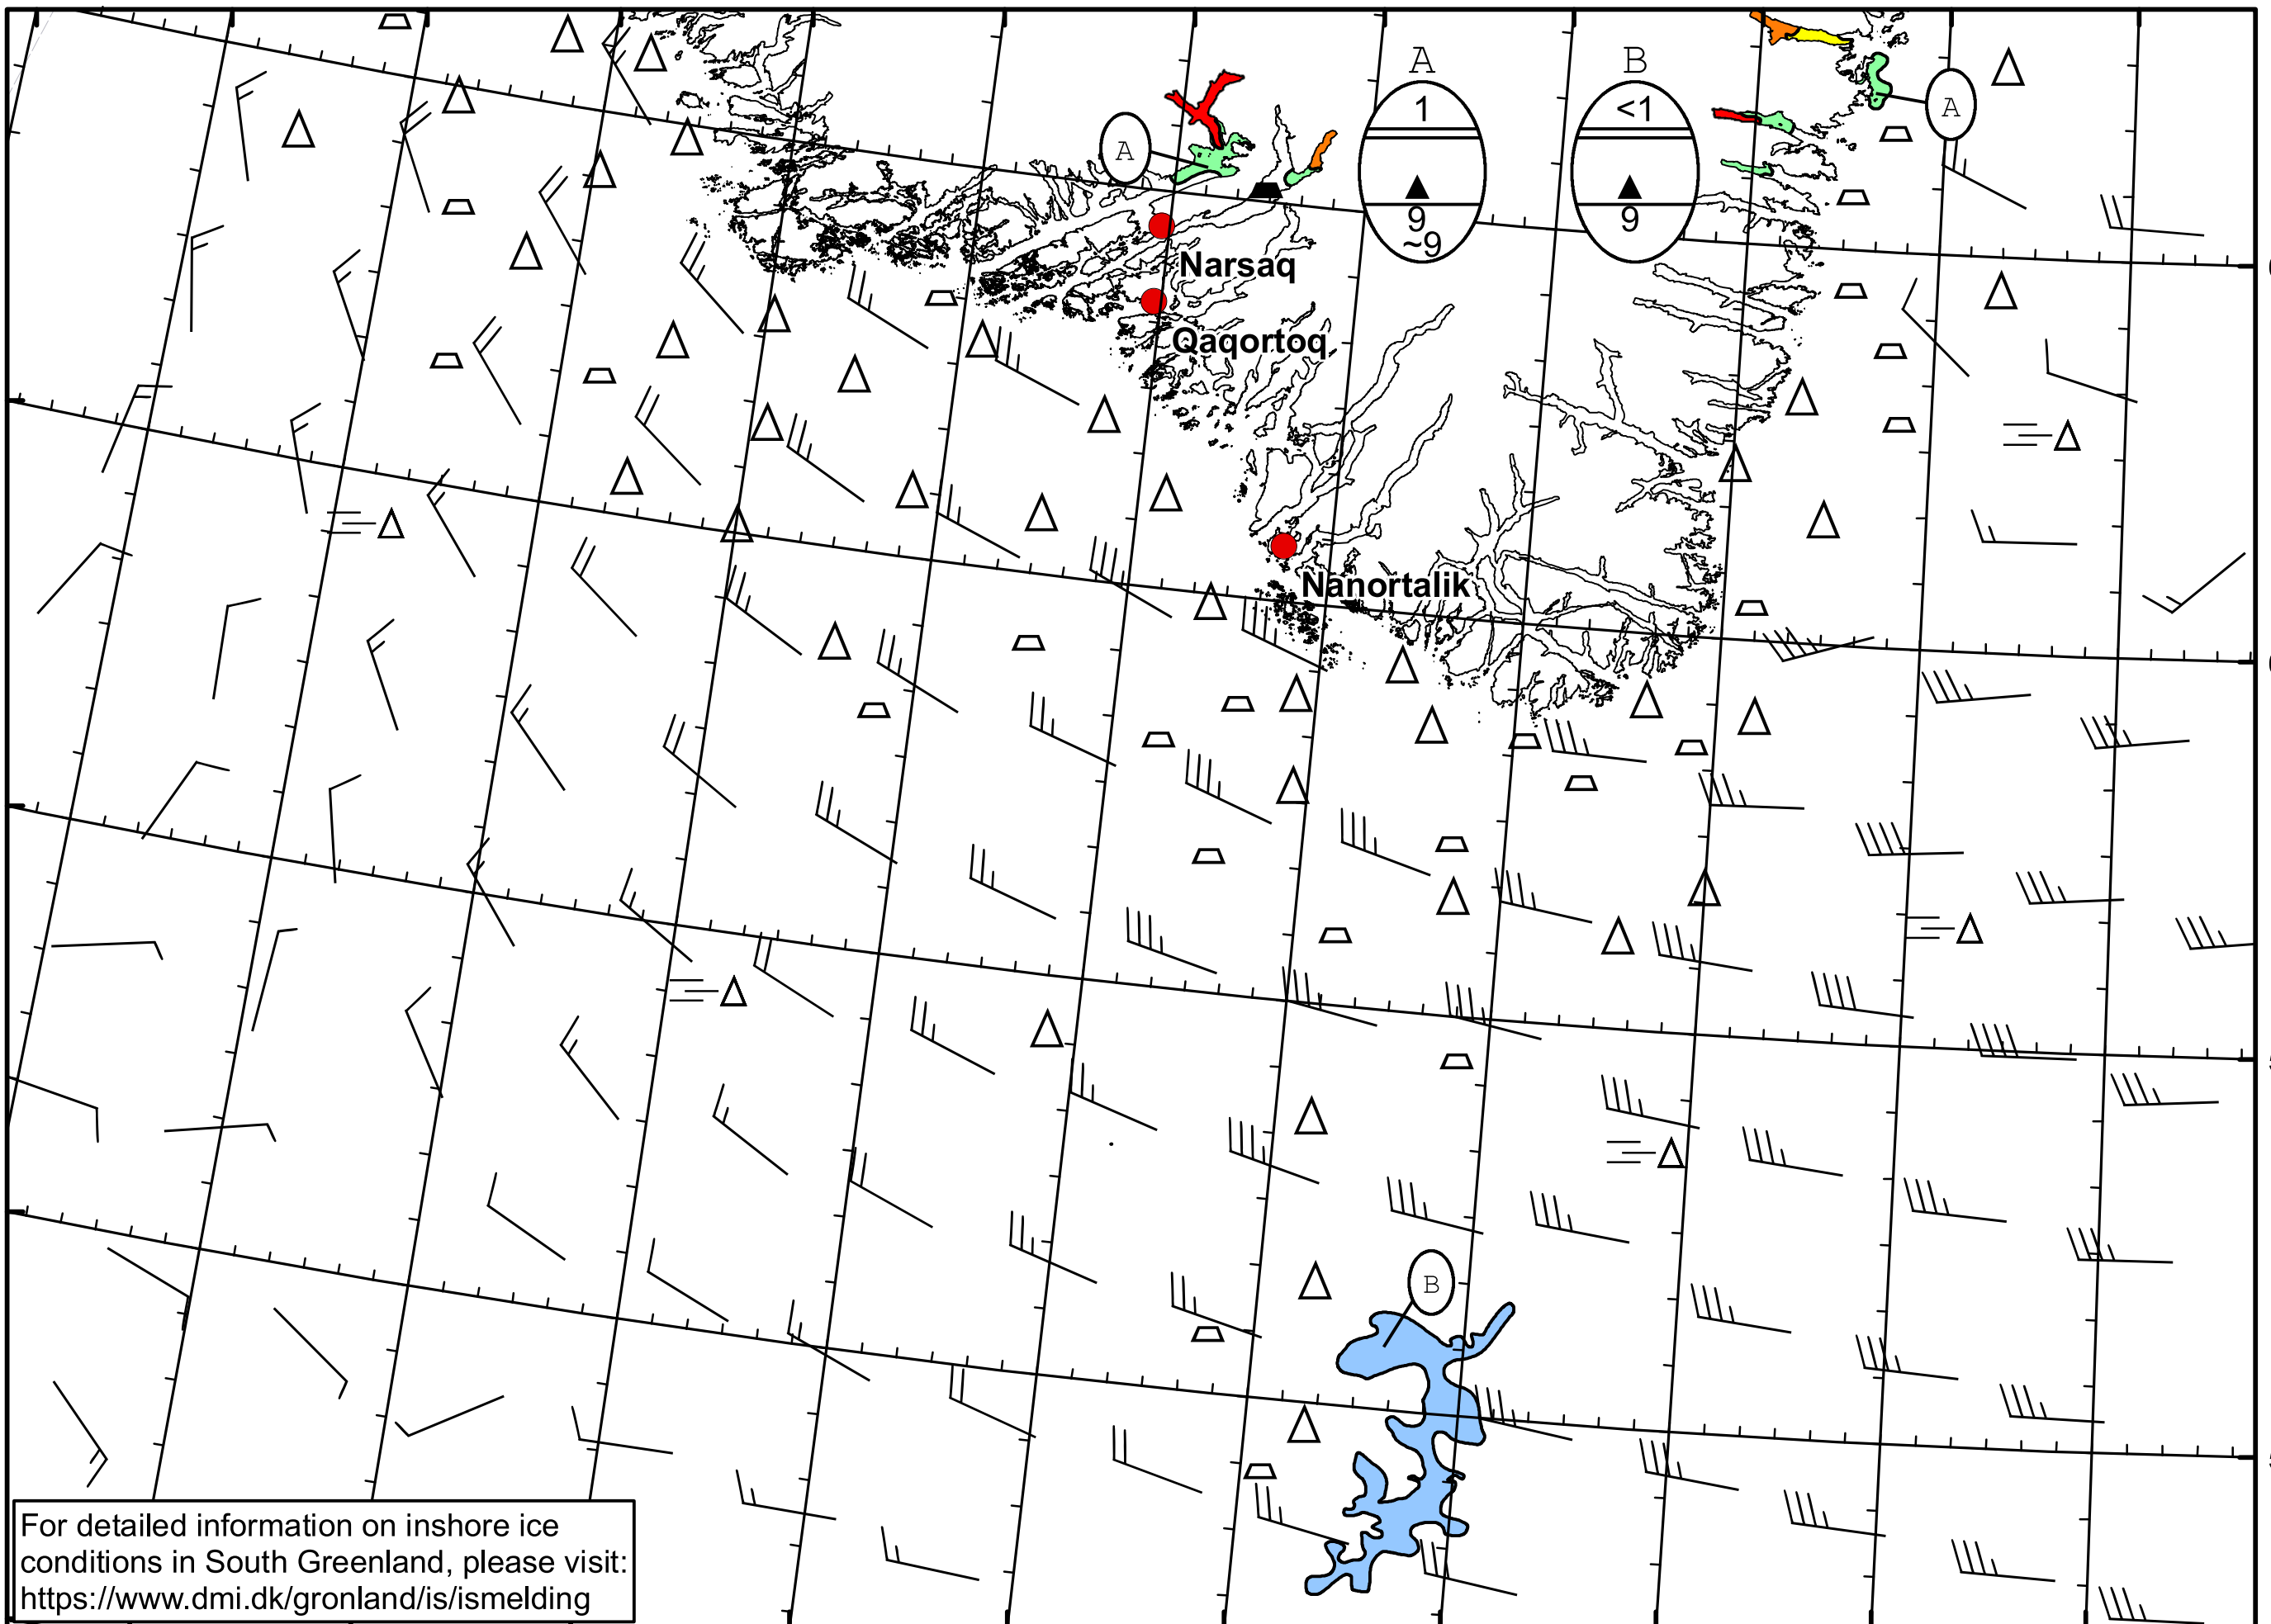 A
B
1
<1
A
A
▲
▲
9
9
~9
Narsaq
Qaqortoq
Nanortalik
B
For detailed information on inshore ice
conditions in South Greenland, please visit:
https://www.dmi.dk/gronland/is/ismelding